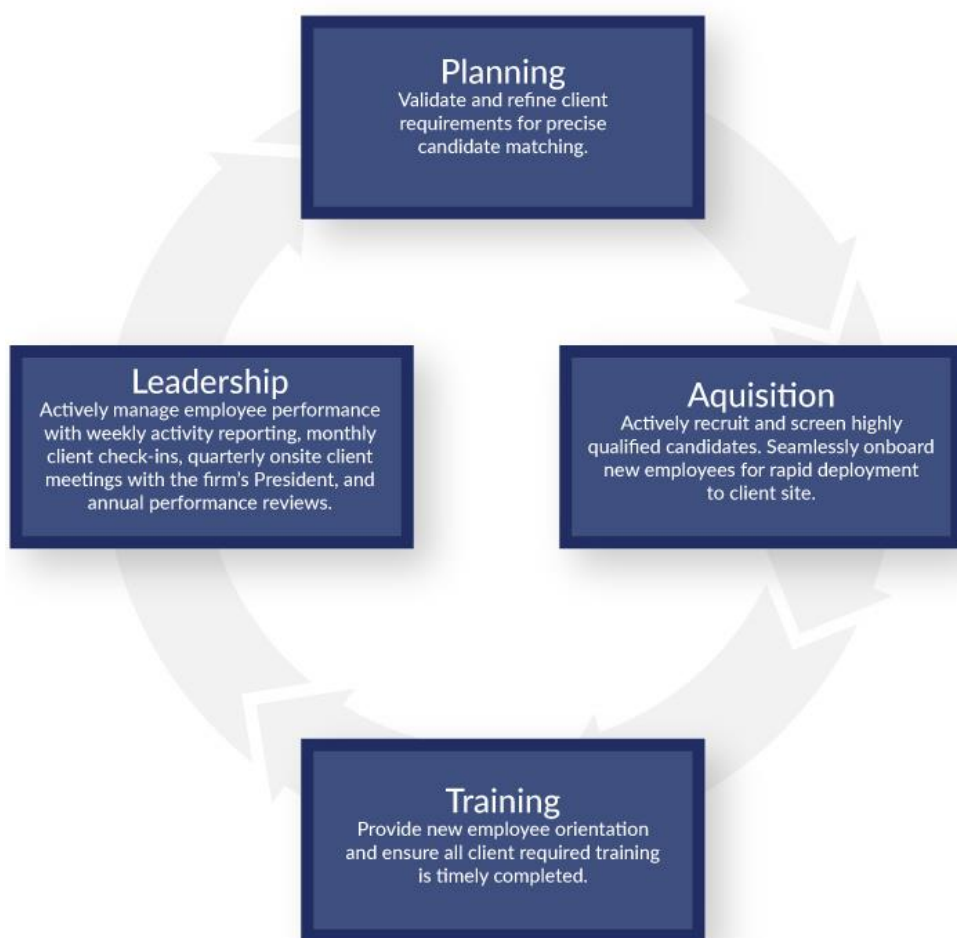 Planning
Validate and refine client
requirements for precise
candidate matching.
Leadership
Actively manage employee performance
with weekly activity reporting, monthly
client check-ins, quarterly onsite client
meetings with the firm's President, and
annual performance reviews.
Aquisition
Actively recruit and screen highly
qualified candidates. Seamlessly onboard
new employees for rapid deployment
to client site.
Training
Provide new employee orientation
and ensure all client required training
is timely completed.